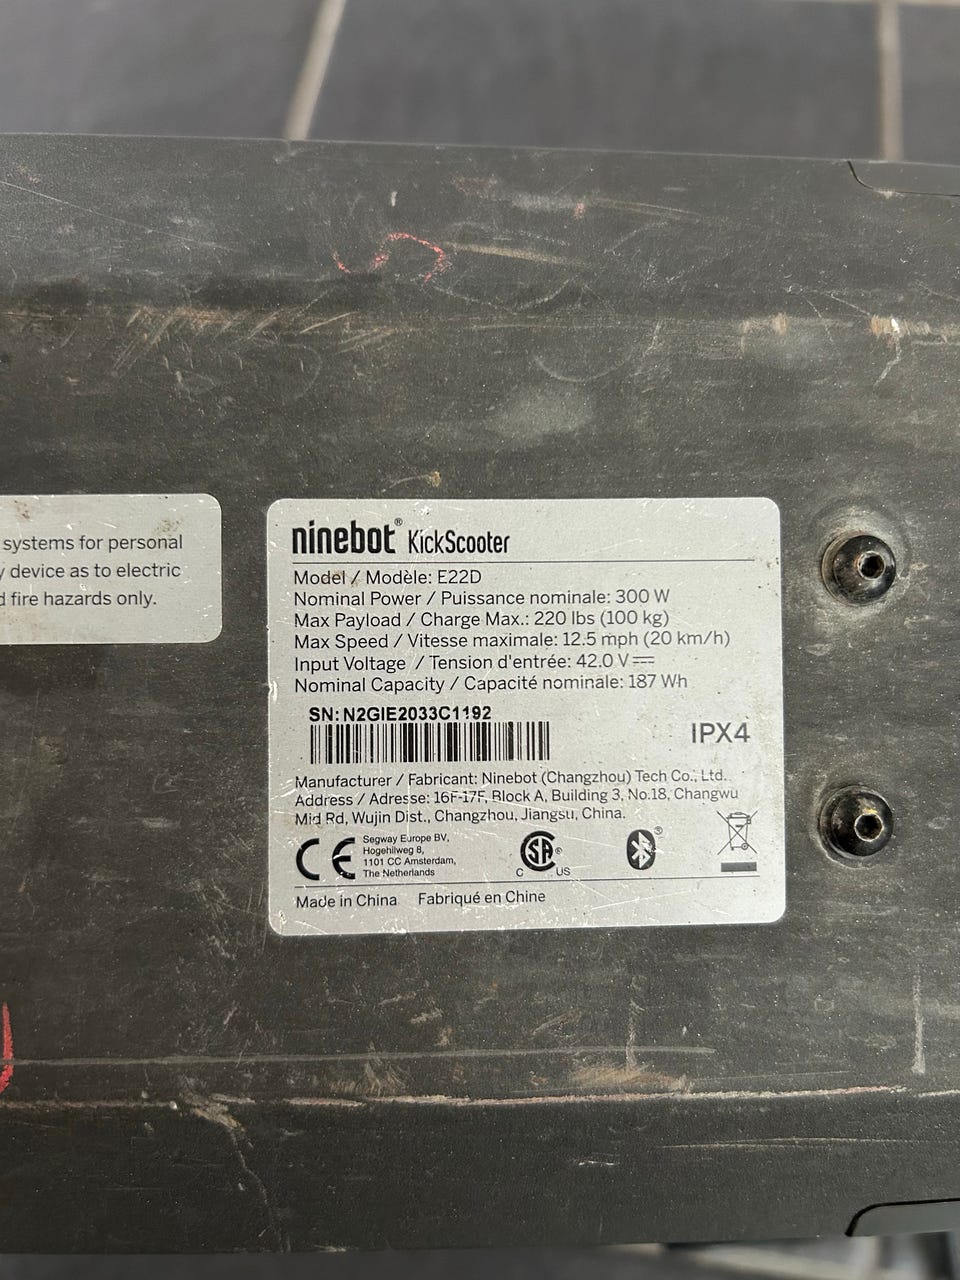 systems for personal
device as to electric
fire hazards only.
ninebot® KickScooter
Model / Modèle: E22D
Nominal Power / Puissance nominale: 300 W
Max Payload / Charge Max.: 220 lbs (100 kg)
Max Speed / Vitesse maximale: 12.5 mph (20 km/h)
Input Voltage / Tension d'entrée: 42.0 V
Nominal Capacity / Capacité nominale: 187 Wh
SN: N2GIE2033C1192
IPX4
Manufacturer / Fabricant: Ninebot (Changzhou) Tech Co., Ltd.
Address / Adresse: 16F-17F, Block A, Building 3, No.18, Changwu
Mid Rd, Wujin Dist., Changzhou, Jiangsu, China.
CE
Segway Europe BV,
Hogehilweg 8,
1101 CC Amsterdam,
The Netherlands
C SA® US
®
Made in China Fabriqué en Chine